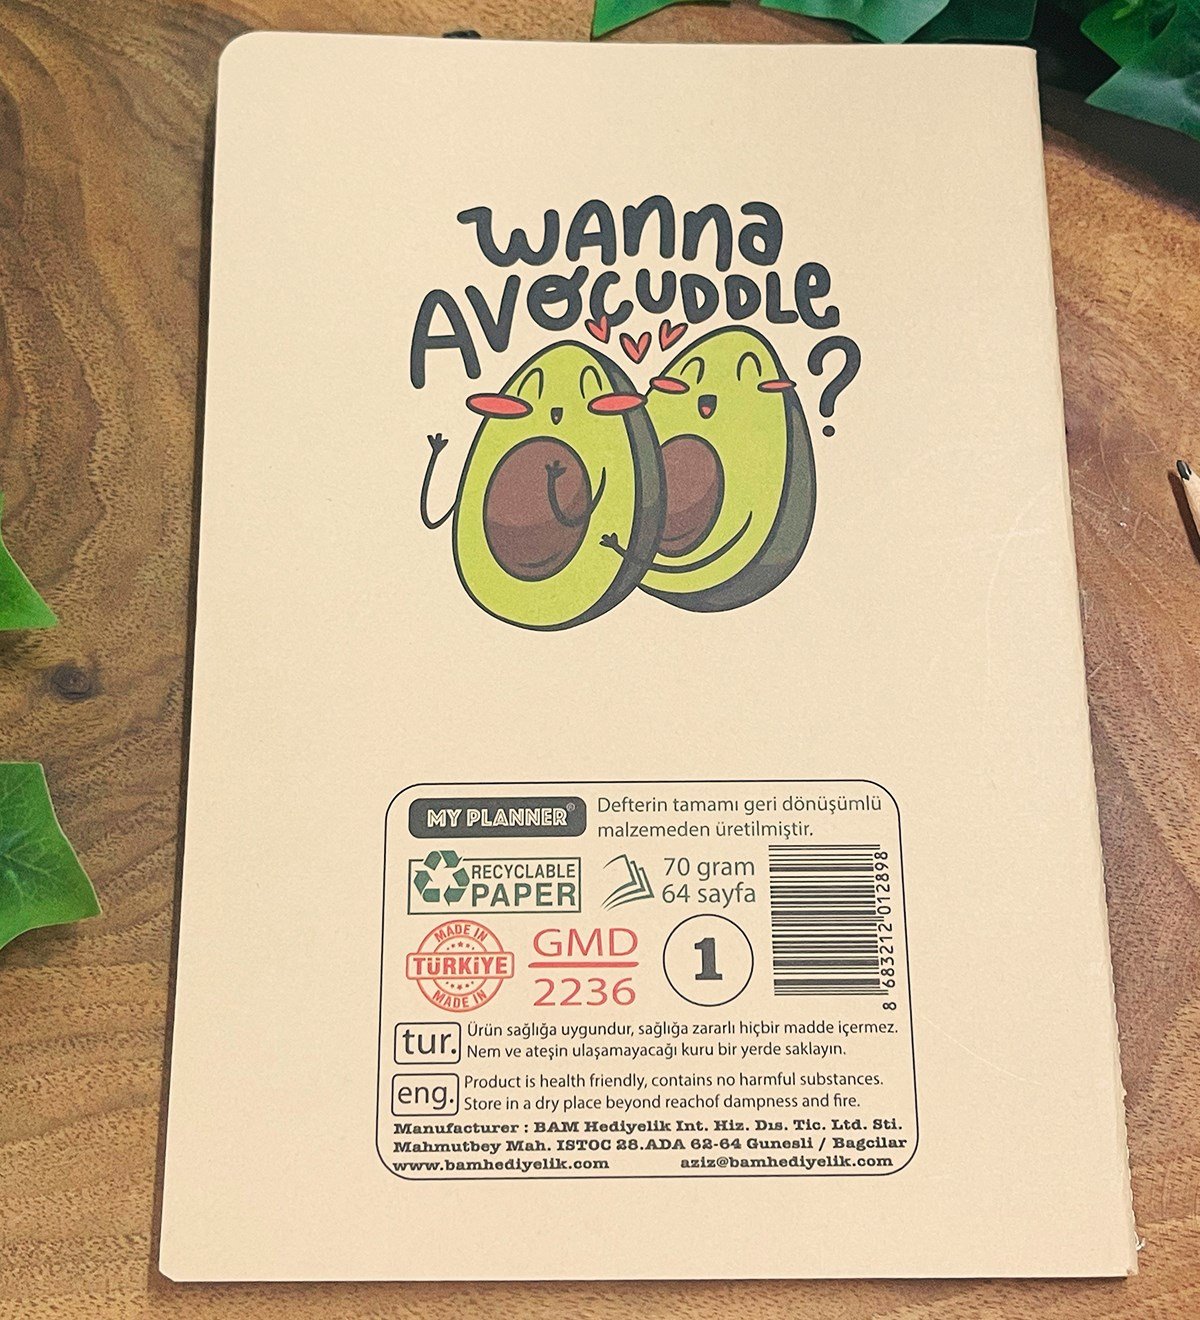 wanna
Avocuddle
?
MY PLANNER®
Defterin tamamı geri dönüşümlü
malzemeden üretilmiştir.
RECYCLABLE
PAPER
70 gram
64 sayfa
8 683212 012898
MADE IN
TÜRKiYE
MADE IN
GMD
2236
1
tur.
Ürün sağlığa uygundur, sağlığa zararlı hiçbir madde içermez.
Nem ve ateşin ulaşamayacağı kuru bir yerde saklayın.
eng.
Product is health friendly, contains no harmful substances.
Store in a dry place beyond reachof dampness and fire.
Manufacturer : BAM Hediyelik Int. Hiz. Dıs. Tic. Ltd. Sti.
Mahmutbey Mah. ISTOC 28.ADA 62-64 Gunesli / Bagcilar
www.bamhediyelik.com aziz@bamhediyelik.com